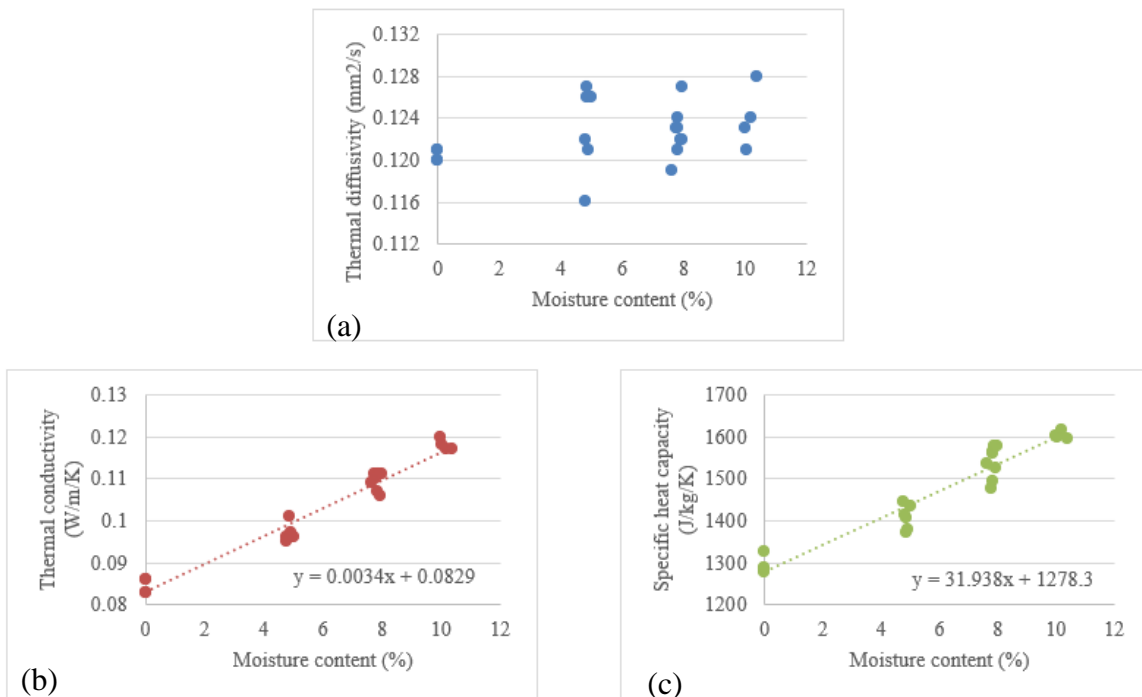 0.132
0.128
0.124
0.120
0.116
0.112
Thermal diffusivity (mm2/s)
0 2 4 6 8 10 12
Moisture content (%)
(a)
0.13
0.12
0.11
0.1
0.09
0.08
Thermal conductivity
(W/m/K)
y = 0.0034x + 0.0829
0 2 4 6 8 10 12
Moisture content (%)
(b)
1700
1600
1500
1400
1300
1200
Specific heat capacity
(J/kg/K)
y = 31.938x + 1278.3
0 2 4 6 8 10 12
Moisture content (%)
(c)